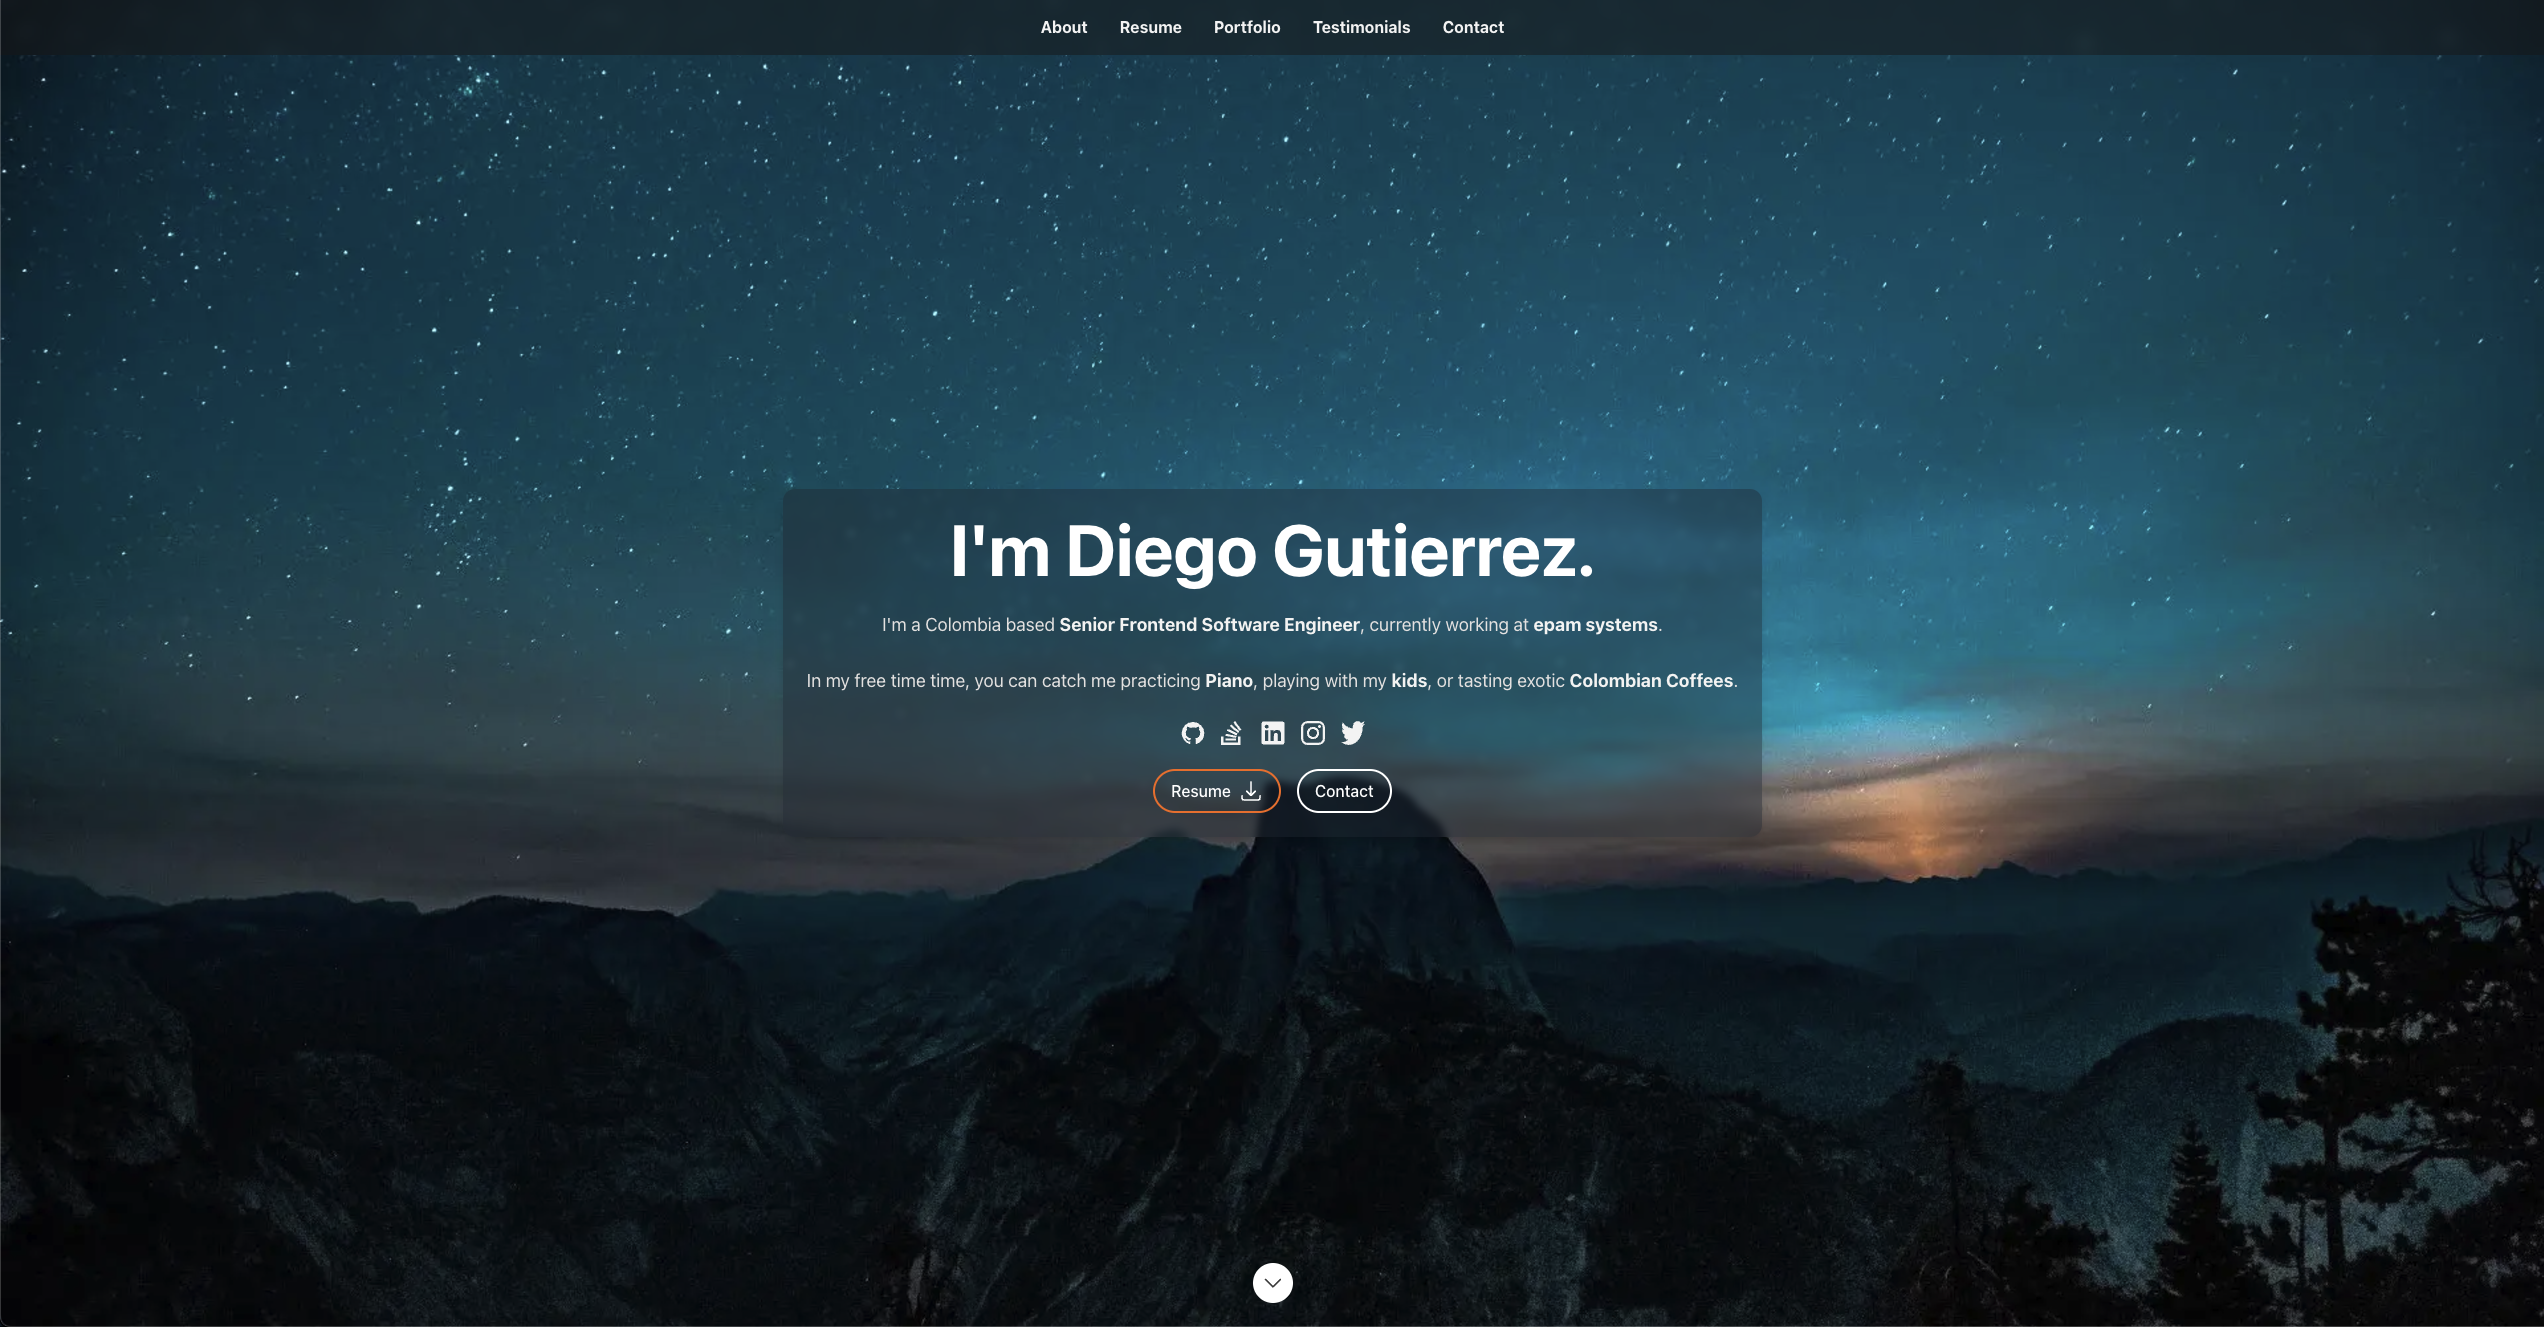 About Resume Portfolio Testimonials Contact
I'm Diego Gutierrez.
I'm a Colombia based Senior Frontend Software Engineer, currently working at epam systems.
In my free time time, you can catch me practicing Piano, playing with my kids, or tasting exotic Colombian Coffees.
Resume Contact